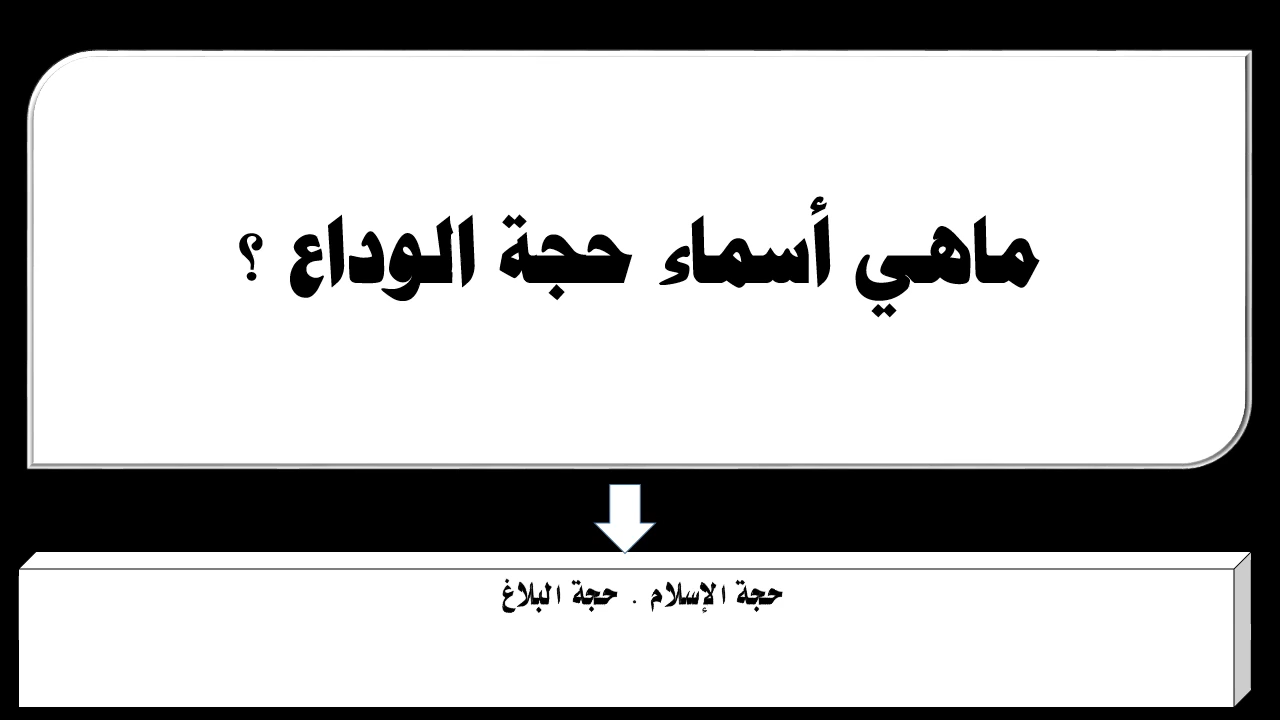 ماهي أسماء حجة الوداع ؟
حجة الإسلام . حجة البلاغ